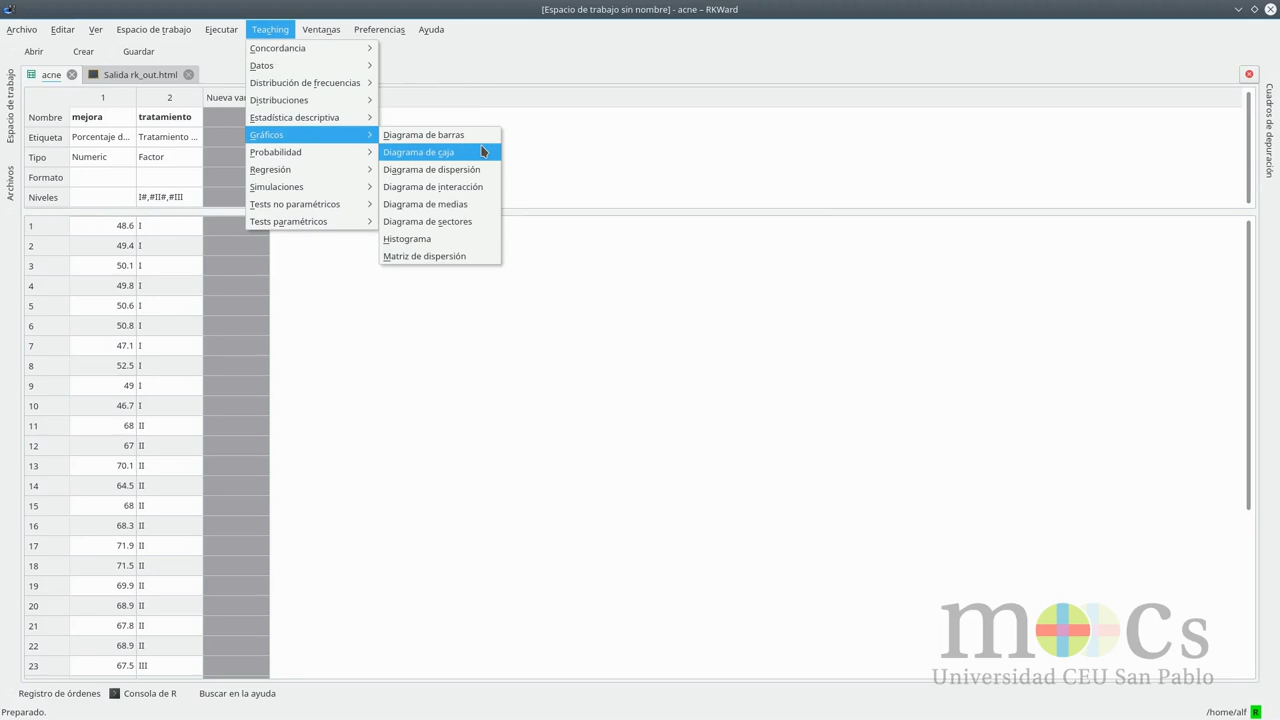 [Espacio de trabajo sin nombre] - acne – RKWard
Archivo Editar Ver Espacio de trabajo Ejecutar Teaching Ventanas Preferencias Ayuda
Abrir Crear Guardar
acne Salida rk_out.html
Espacio de trabajo
Archivos
Cuadros de depuración
Concordancia
Datos
Distribución de frecuencias
Distribuciones
Estadística descriptiva
Gráficos
Probabilidad
Regresión
Simulaciones
Tests no paramétricos
Tests paramétricos
Diagrama de barras
Diagrama de caja
Diagrama de dispersión
Diagrama de interacción
Diagrama de medias
Diagrama de sectores
Histograma
Matriz de dispersión
1 2 Nueva var
Nombre mejora tratamiento
Etiqueta Porcentaje d... Tratamiento ...
Tipo Numeric Factor
Formato
Niveles I#,#II#,#III
1 48.6 I
2 49.4 I
3 50.1 I
4 49.8 I
5 50.6 I
6 50.8 I
7 47.1 I
8 52.5 I
9 49 I
10 46.7 I
11 68 II
12 67 II
13 70.1 II
14 64.5 II
15 68 II
16 68.3 II
17 71.9 II
18 71.5 II
19 69.9 II
20 68.9 II
21 67.8 II
22 68.9 II
23 67.5 III
moocs
Universidad CEU San Pablo
Registro de órdenes Consola de R Buscar en la ayuda
Preparado. /home/alf R